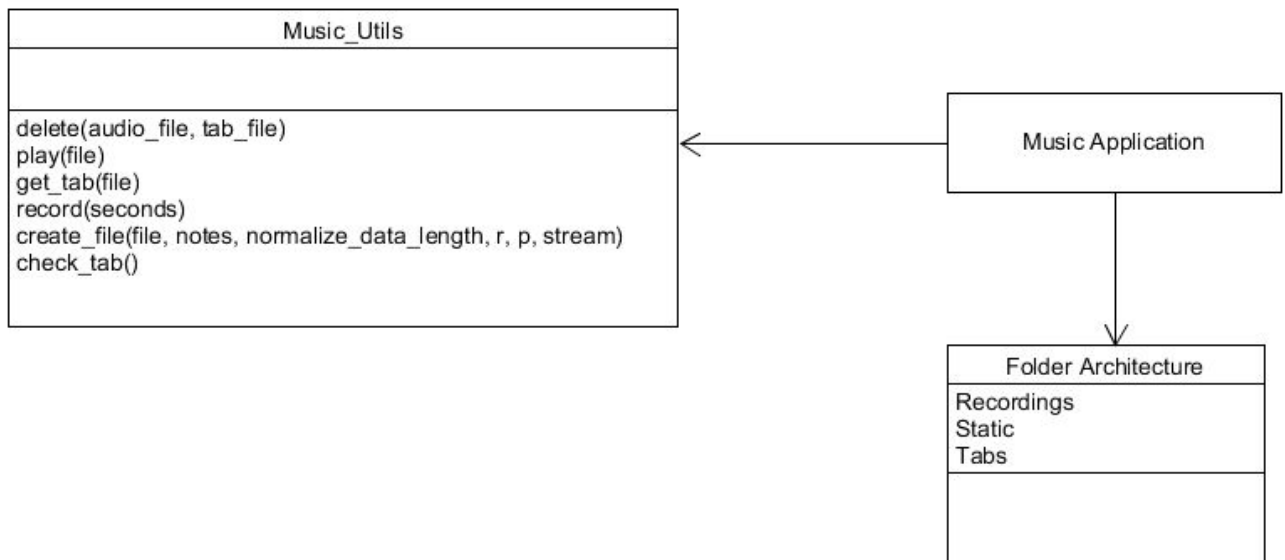 Music_Utils
delete(audio_file, tab_file)
play(file)
get_tab(file)
record(seconds)
create_file(file, notes, normalize_data_length, r, p, stream)
check_tab()
Music Application
Folder Architecture
Recordings
Static
Tabs